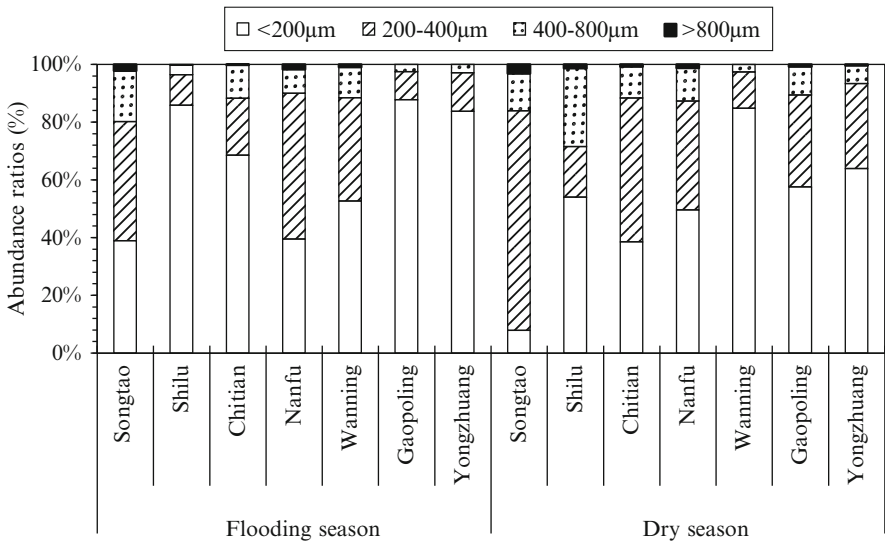 <200µm 200-400µm 400-800µm >800µm
Abundance ratios (%)
100%
80%
60%
40%
20%
0%
Songtao Shilu Chitian Nanfu Wanning Gaopoling Yongzhuang Songtao Shilu Chitian Nanfu Wanning Gaopoling Yongzhuang
Flooding season Dry season